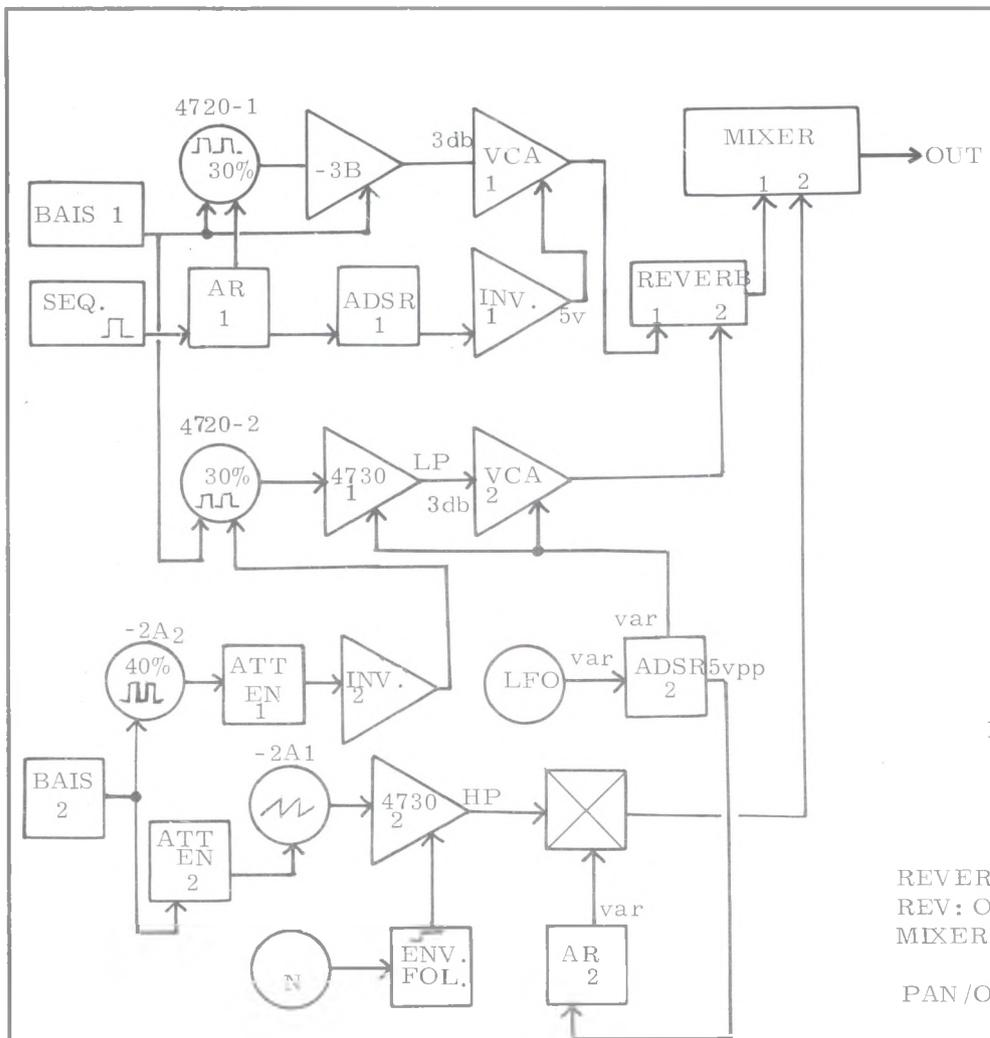 4720-1
30%
-3B
3db
VCA
1
MIXER
1 2
OUT
BAIS 1
SEQ.
AR
1
ADSR
1
INV.
1
5v
REVERB
1 2
4720-2
30%
4730
1
LP
3db
VCA
2
-2A2
40%
ATT
EN
1
INV.
2
LFO
var
var
ADSR
2
5vpp
BAIS
2
-2A1
ATT
EN
2
4730
2
HP
N
ENV.
FOL.
var
AR
2
REVER
REV: O
MIXER
PAN/O